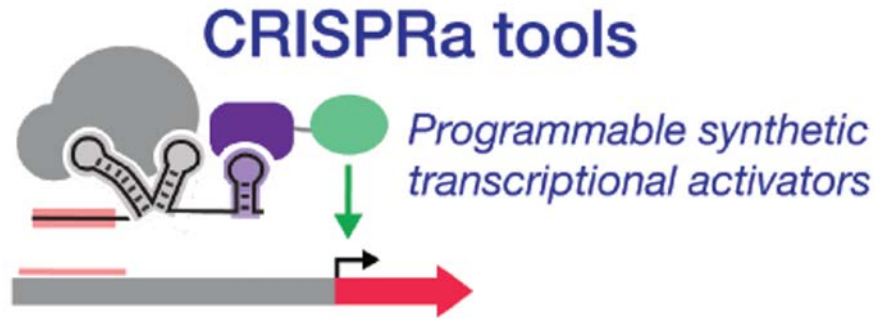 CRISPRa tools
Programmable synthetic
transcriptional activators